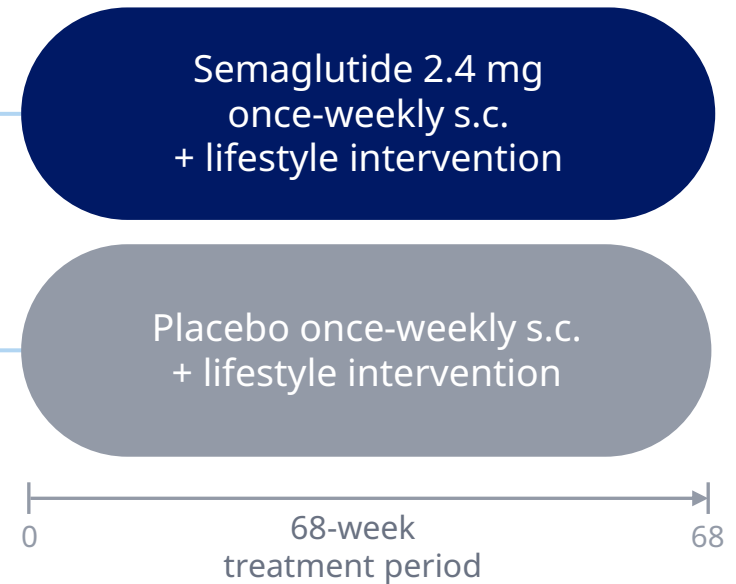 Semaglutide 2.4 mg
once-weekly s.c.
+ lifestyle intervention
Placebo once-weekly s.c.
+ lifestyle intervention
0
68-week
68
treatment period